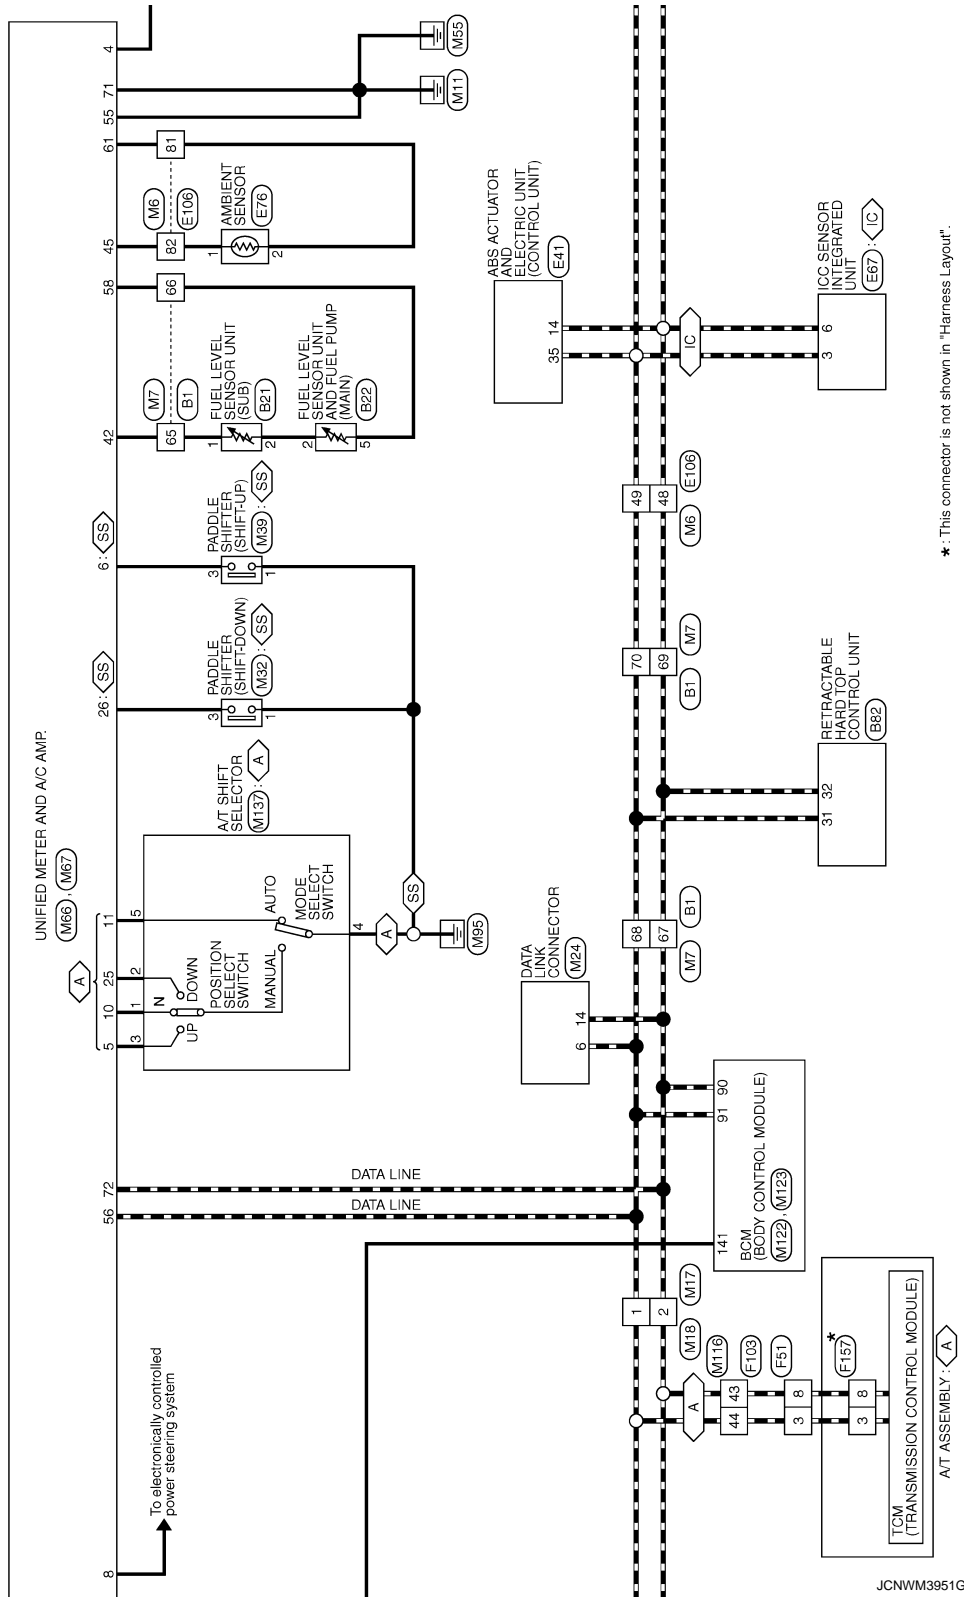 UNIFIED METER AND A/C AMP.
M66 , M67
8
To electronically controlled
power steering system
56
72
DATA LINE
DATA LINE
A
5
10
25
11
3
1
2
5
N
UP
DOWN
POSITION
SELECT
SWITCH
MANUAL
AUTO
MODE
SELECT
SWITCH
4
A/T SHIFT
SELECTOR
M137 : A
A
SS
M95
26 : SS
3
1
PADDLE
SHIFTER
(SHIFT-DOWN)
M32 : SS
6 : SS
3
1
PADDLE
SHIFTER
(SHIFT-UP)
M39 : SS
42
65
M7
B1
66
58
1
2
FUEL LEVEL
SENSOR UNIT
(SUB)
B21
2
5
FUEL LEVEL
SENSOR UNIT
AND FUEL PUMP
(MAIN)
B22
45
82
M6
E106
81
61
1
2
AMBIENT
SENSOR
E76
55
71
4
M11
M55
141
91
90
BCM
(BODY CONTROL MODULE)
M122 , M123
1
2
M18
M17
A
M116
44
43
F103
F51
3
8
*
F157
3
8
TCM
(TRANSMISSION CONTROL MODULE)
A/T ASSEMBLY : A
6
14
DATA
LINK
CONNECTOR
M24
68
67
M7
B1
31
32
RETRACTABLE
HARD TOP
CONTROL UNIT
B82
70
69
B1
M7
49
48
M6
E106
35
14
ABS ACTUATOR
AND
ELECTRIC UNIT
(CONTROL UNIT)
E41
IC
3
6
ICC SENSOR
INTEGRATED
UNIT
E67 : IC
* : This connector is not shown in "Harness Layout".
JCNWM3951G